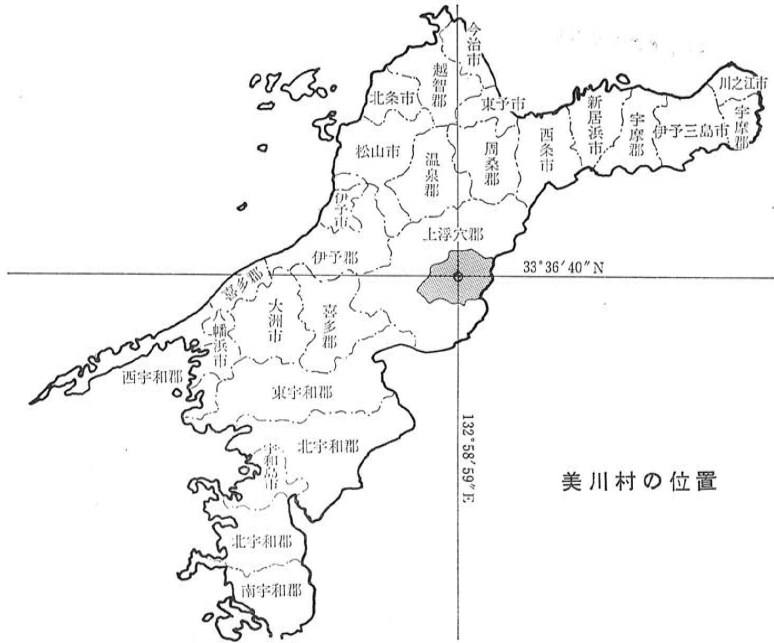 今治市
越智郡
北条市
東予市
川之江市
新居浜市
宇摩郡
伊予三島市
宇摩郡
西条市
周桑郡
松山市
温泉郡
伊予市
上浮穴郡
伊予郡
33°36′40″N
喜多郡
大洲市
喜多郡
八幡浜市
西宇和郡
東宇和郡
132°58′59″E
北宇和郡
宇和島市
美川村の位置
北宇和郡
南宇和郡